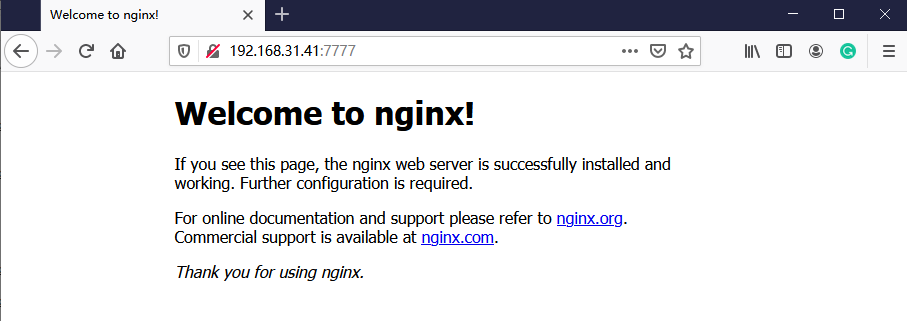 Welcome to nginx!
192.168.31.41:7777
Welcome to nginx!
If you see this page, the nginx web server is successfully installed and
working. Further configuration is required.
For online documentation and support please refer to nginx.org.
Commercial support is available at nginx.com.
Thank you for using nginx.